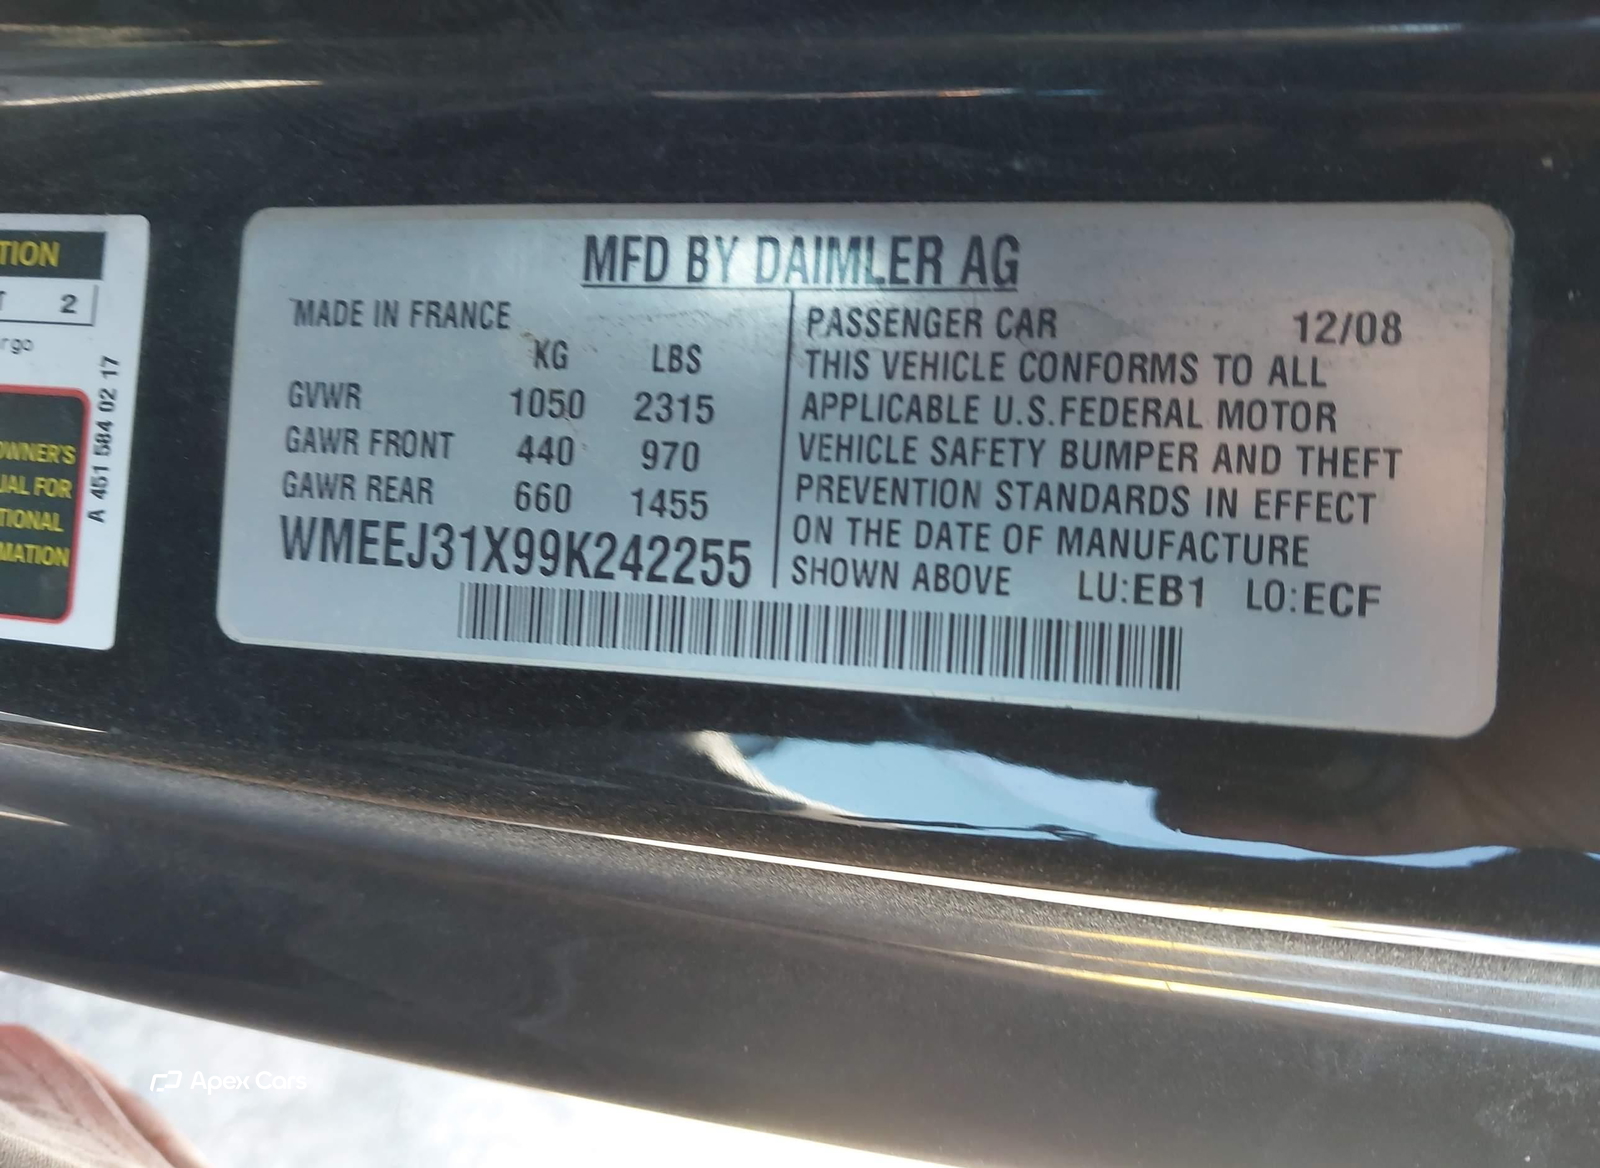 TION
T 2
rgo
OWNER'S
UAL FOR
TIONAL
MATION
A 451 584 02 17
MFD BY DAIMLER AG
MADE IN FRANCE
KG LBS
GVWR 1050 2315
GAWR FRONT 440 970
GAWR REAR 660 1455
WMEEJ31X99K242255
PASSENGER CAR 12/08
THIS VEHICLE CONFORMS TO ALL
APPLICABLE U.S.FEDERAL MOTOR
VEHICLE SAFETY BUMPER AND THEFT
PREVENTION STANDARDS IN EFFECT
ON THE DATE OF MANUFACTURE
SHOWN ABOVE LU:EB1 LO:ECF
Apex Cars